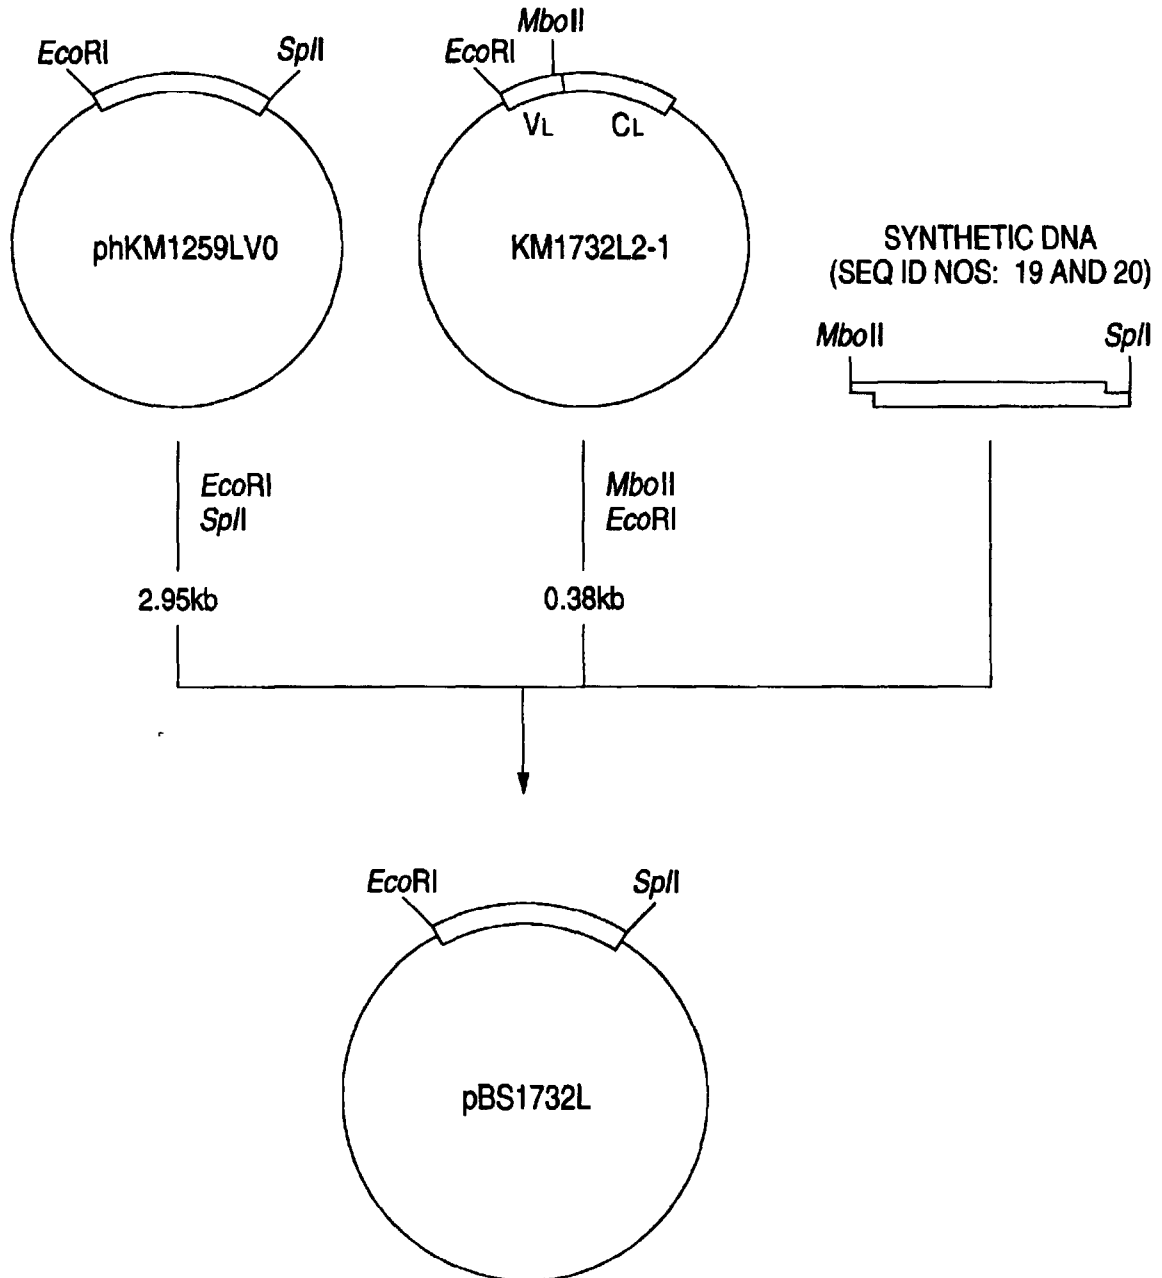 EcoRI
SplI
phKM1259LV0
MboII
EcoRI
VL
CL
KM1732L2-1
SYNTHETIC DNA
(SEQ ID NOS: 19 AND 20)
MboII
SplI
EcoRI
SplI
2.95kb
MboII
EcoRI
0.38kb
EcoRI
SplI
pBS1732L